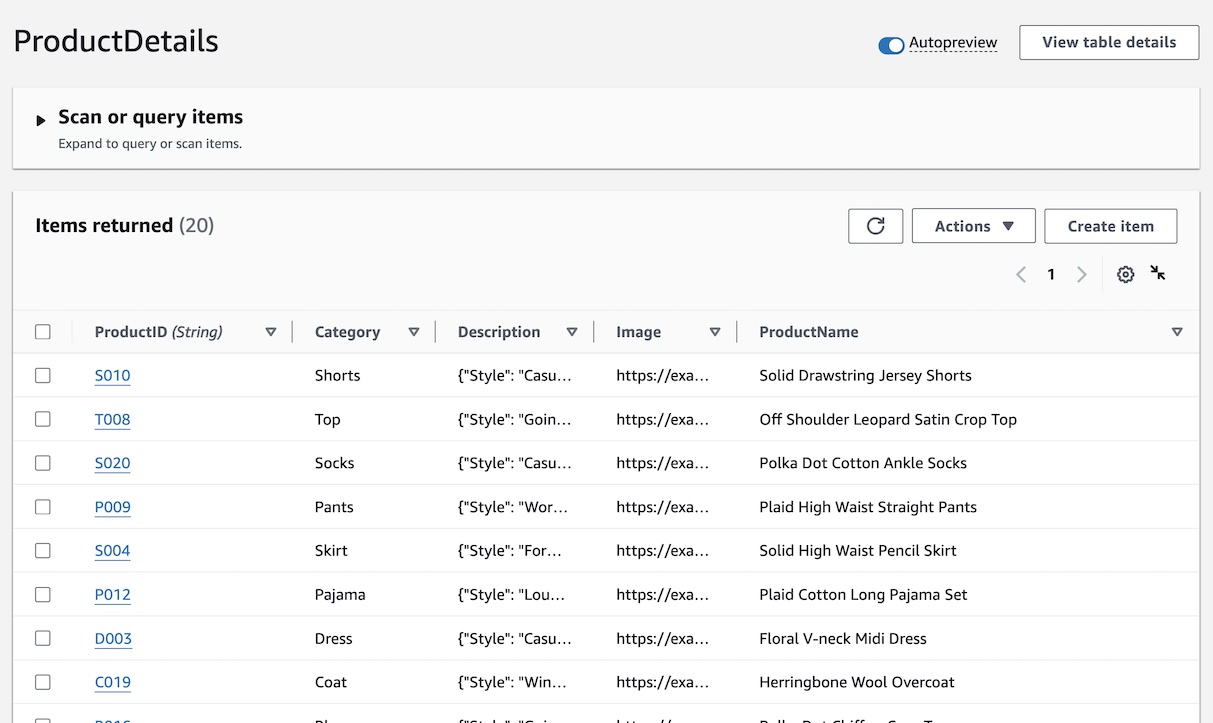 ProductDetails
Autopreview
View table details
Scan or query items
Expand to query or scan items.
Items returned (20)
Actions
Create item
1
ProductID (String) Category Description Image ProductName
S010 Shorts {"Style": "Casu... https://exa... Solid Drawstring Jersey Shorts
T008 Top {"Style": "Goin... https://exa... Off Shoulder Leopard Satin Crop Top
S020 Socks {"Style": "Casu... https://exa... Polka Dot Cotton Ankle Socks
P009 Pants {"Style": "Wor... https://exa... Plaid High Waist Straight Pants
S004 Skirt {"Style": "For... https://exa... Solid High Waist Pencil Skirt
P012 Pajama {"Style": "Lou... https://exa... Plaid Cotton Long Pajama Set
D003 Dress {"Style": "Casu... https://exa... Floral V-neck Midi Dress
C019 Coat {"Style": "Win... https://exa... Herringbone Wool Overcoat